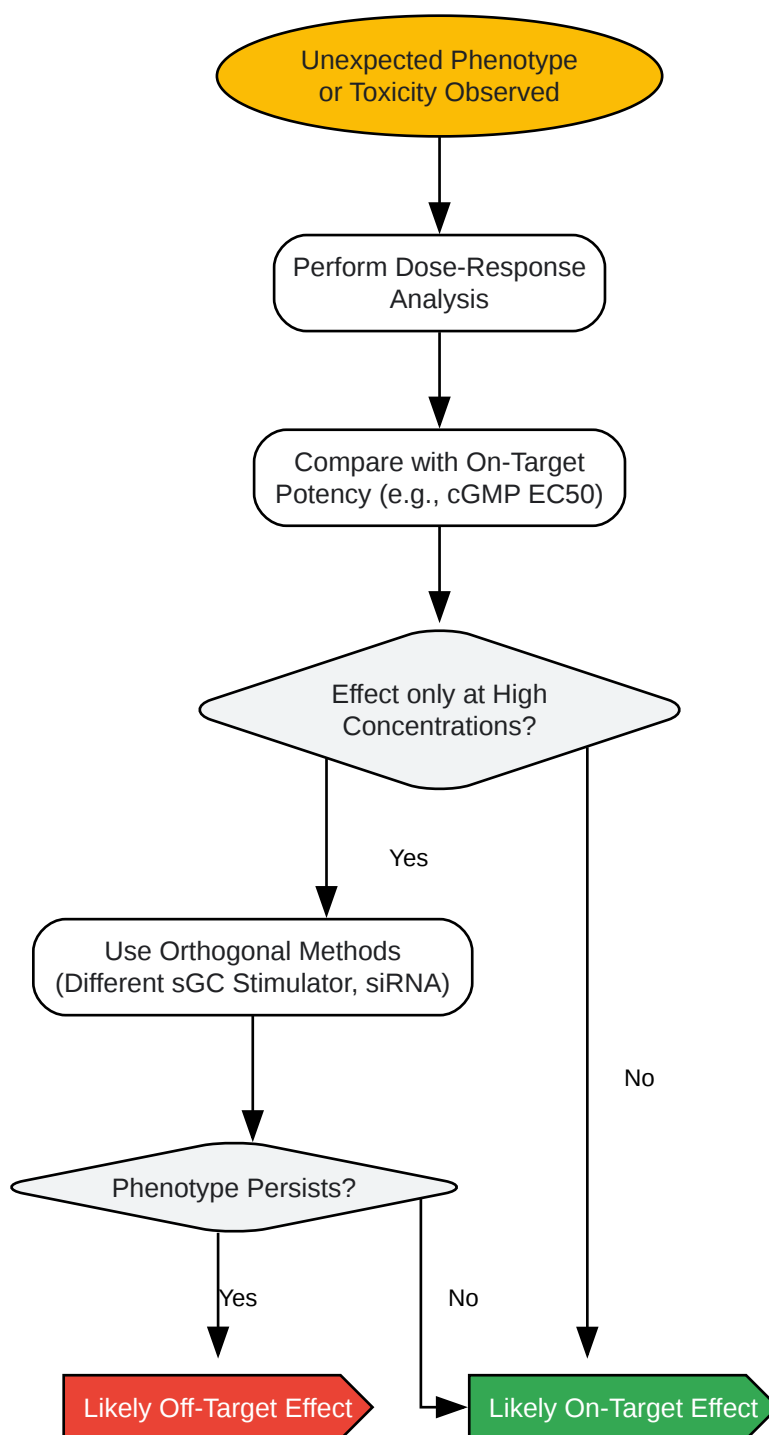 Unexpected Phenotype
or Toxicity Observed
Perform Dose-Response
Analysis
Compare with On-Target
Potency (e.g., cGMP EC50)
Effect only at High
Concentrations?
Yes
Use Orthogonal Methods
(Different sGC Stimulator, siRNA)
No
Phenotype Persists?
Yes
No
Likely Off-Target Effect
Likely On-Target Effect